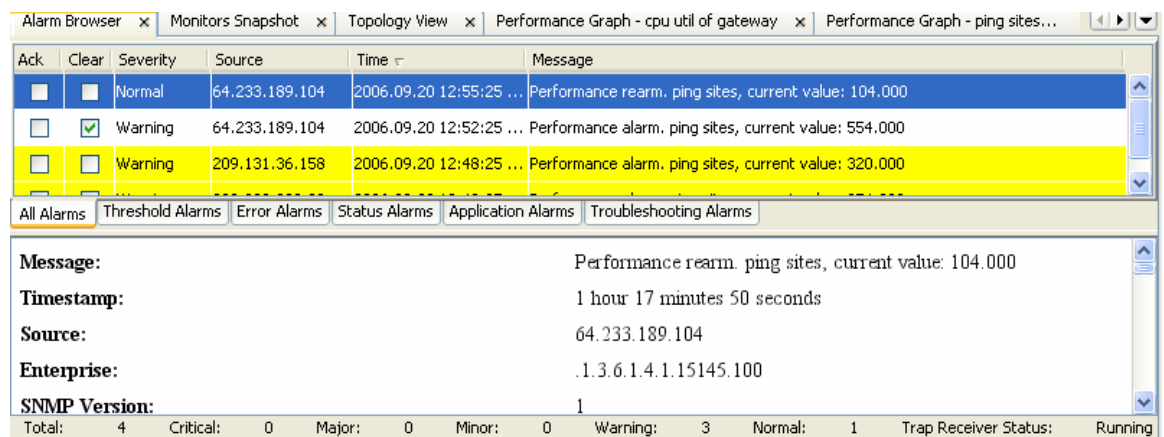 Alarm Browser x Monitors Snapshot x Topology View x Performance Graph - cpu util of gateway x Performance Graph - ping sites...
Ack Clear Severity Source Time Message
Normal 64.233.189.104 2006.09.20 12:55:25 ... Performance rearm. ping sites, current value: 104.000
Warning 64.233.189.104 2006.09.20 12:52:25 ... Performance alarm. ping sites, current value: 554.000
Warning 209.131.36.158 2006.09.20 12:48:25 ... Performance alarm. ping sites, current value: 320.000
All Alarms Threshold Alarms Error Alarms Status Alarms Application Alarms Troubleshooting Alarms
Message: Performance rearm. ping sites, current value: 104.000
Timestamp: 1 hour 17 minutes 50 seconds
Source: 64.233.189.104
Enterprise: .1.3.6.1.4.1.15145.100
SNMP Version: 1
Total: 4 Critical: 0 Major: 0 Minor: 0 Warning: 3 Normal: 1 Trap Receiver Status: Running